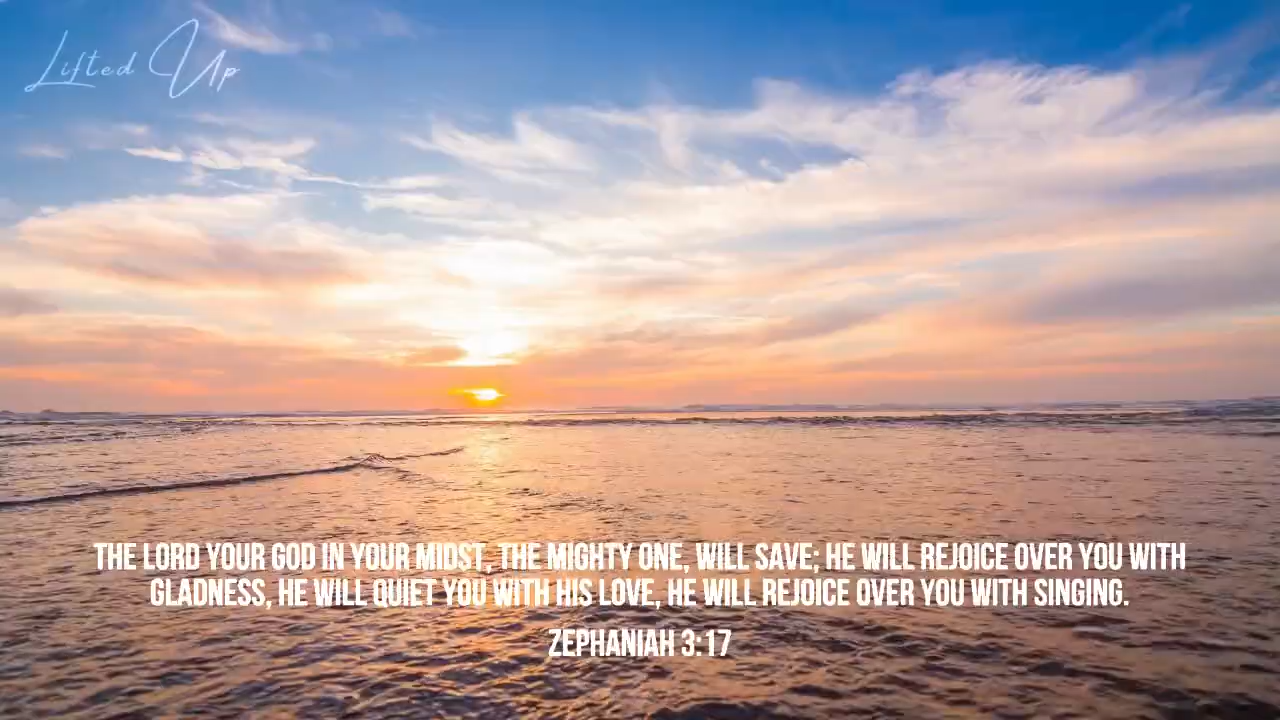 Lifted Up
THE LORD YOUR GOD IN YOUR MIDST, THE MIGHTY ONE, WILL SAVE; HE WILL REJOICE OVER YOU WITH
GLADNESS, HE WILL QUIET YOU WITH HIS LOVE, HE WILL REJOICE OVER YOU WITH SINGING.
ZEPHANIAH 3:17